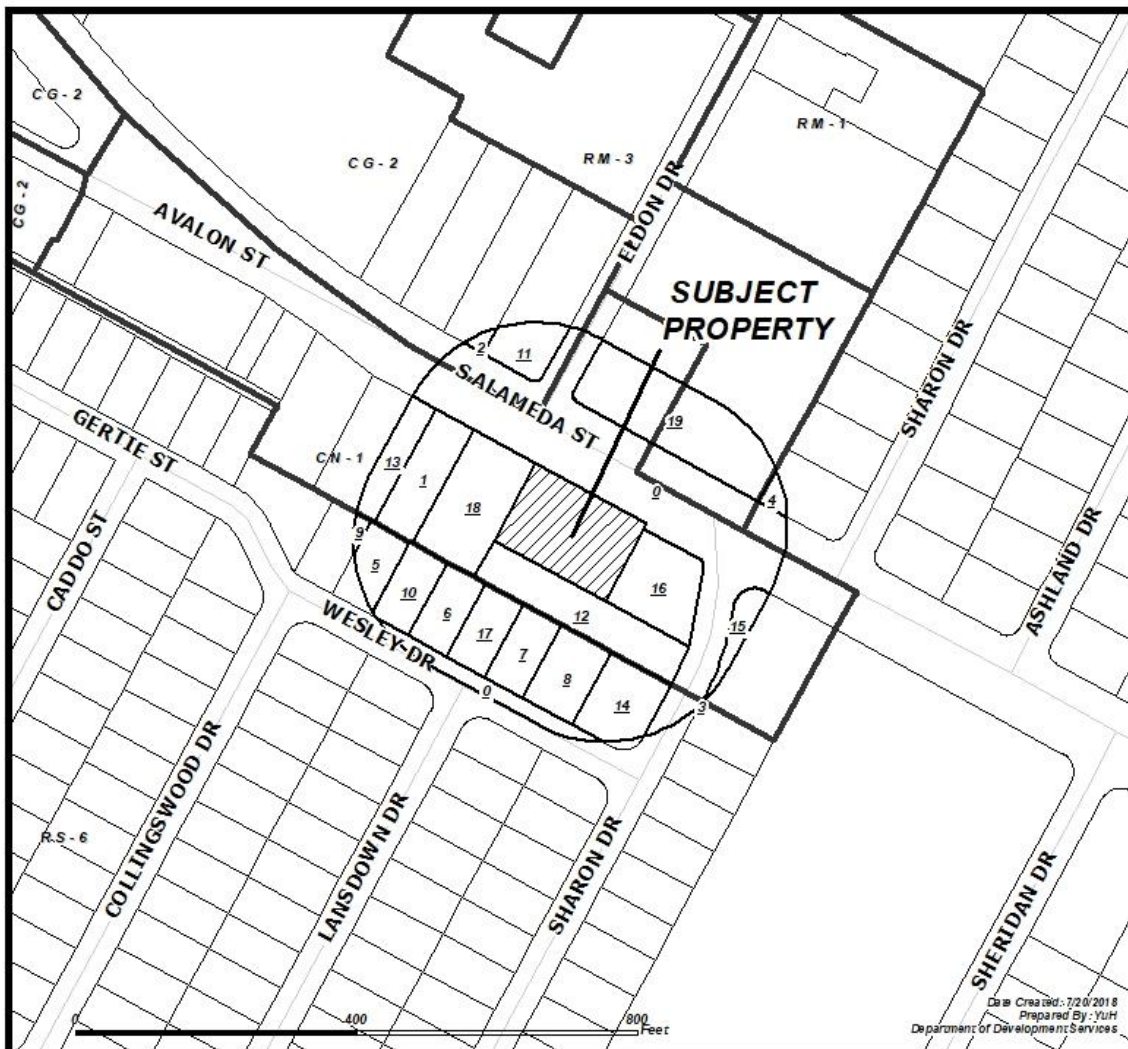 CG - 2
RM - 1
CG - 2
RM - 3
CG - 2
AVALON ST
ELDON DR
SUBJECT
PROPERTY
SHARON DR
2
11
S ALAMEDA ST
19
GERTIE ST
CN - 1
13
1
0
4
18
9
ASHLAND DR
5
16
CADDO ST
10
WESLEY DR
6
12
15
17
7
8
0
14
3
COLLINGSWOOD DR
RS - 6
LANSDOWN DR
SHARON DR
SHERIDAN DR
0 400 800
Feet
Date Created: 7/20/2018
Prepared By: YuH
Department of Development Services